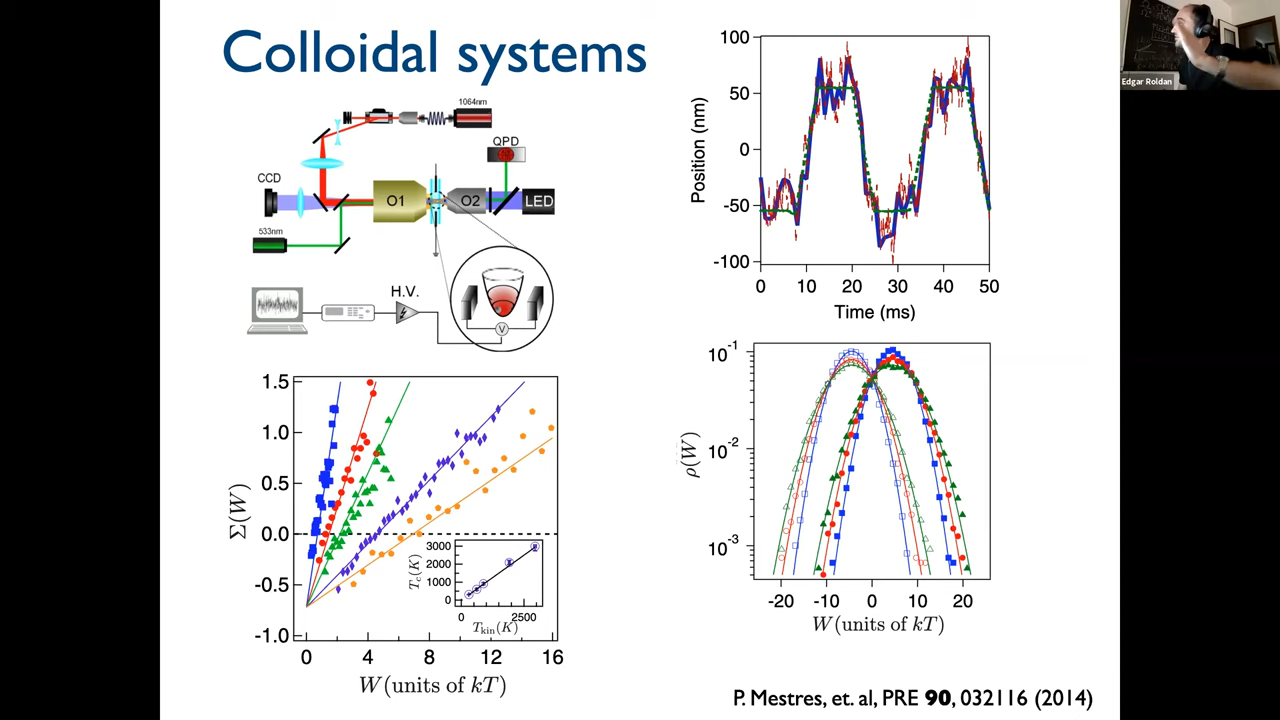 Colloidal systems
1064nm
QPD
CCD
O1
O2
LED
533nm
H.V.
V
100
50
0
-50
-100
Position (nm)
0 10 20 30 40 50
Time (ms)
1.5
1.0
0.5
0.0
-0.5
-1.0
Σ(W)
0 4 8 12 16
W(units of kT)
3000
2000
1000
0
T_c(K)
0 2500
T_kin(K)
10^-1
10^-2
10^-3
ρ(W)
-20 -10 0 10 20
W(units of kT)
P. Mestres, et. al, PRE 90, 032116 (2014)
Edgar Roldan